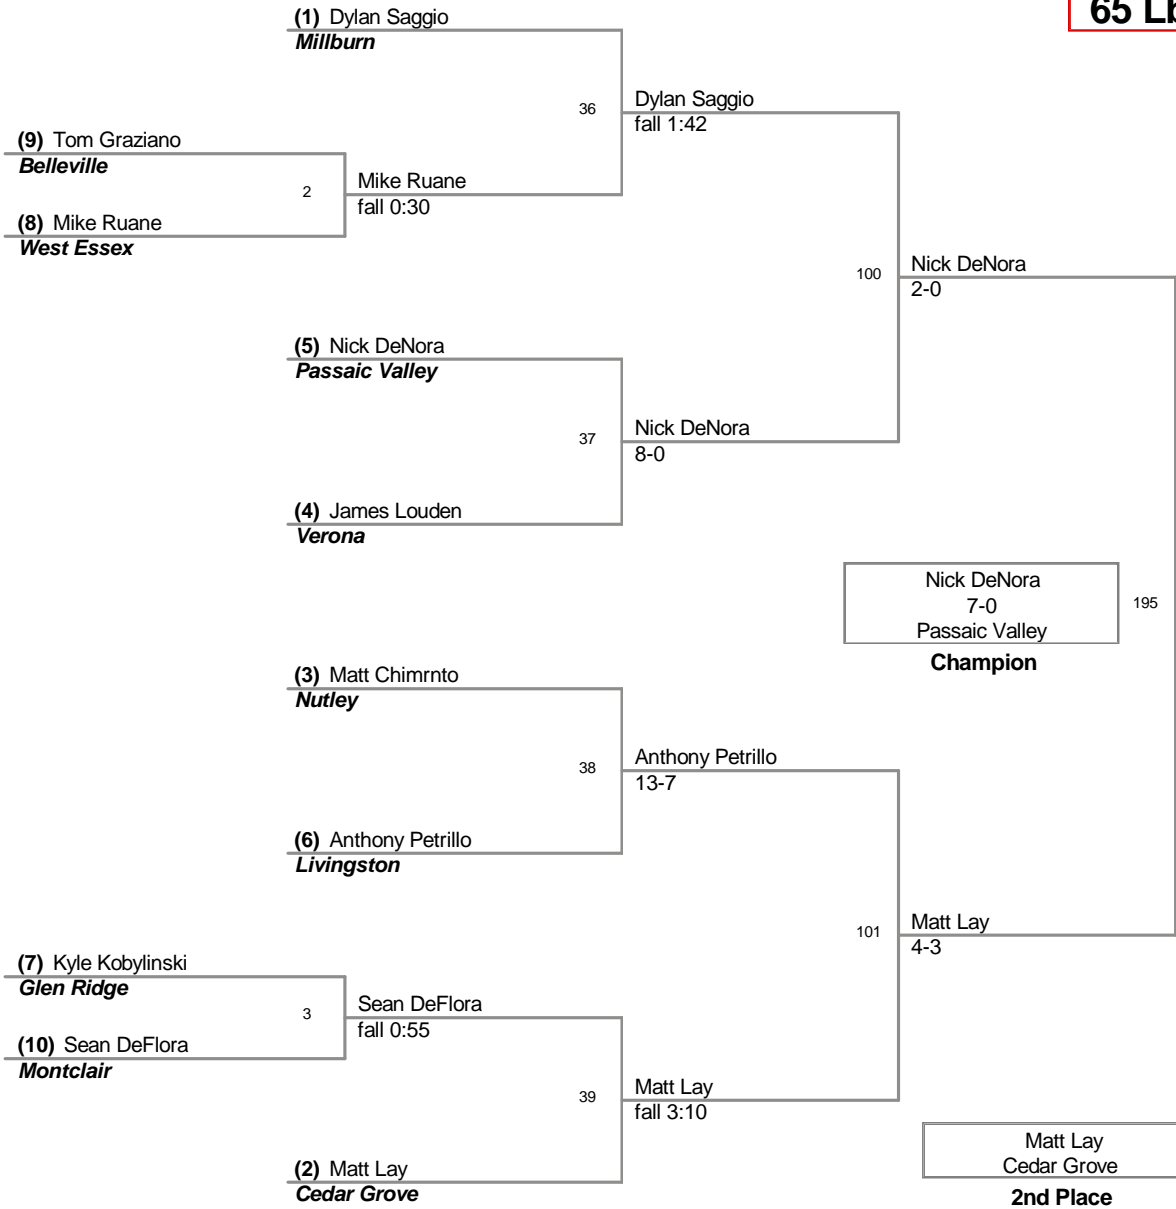 65 Lb
(1) Dylan Saggio
Millburn
36
Dylan Saggio
fall 1:42
(9) Tom Graziano
Belleville
2
Mike Ruane
fall 0:30
(8) Mike Ruane
West Essex
100
Nick DeNora
2-0
(5) Nick DeNora
Passaic Valley
37
Nick DeNora
8-0
(4) James Louden
Verona
Nick DeNora
7-0
Passaic Valley
195
Champion
(3) Matt Chimrnto
Nutley
38
Anthony Petrillo
13-7
(6) Anthony Petrillo
Livingston
101
Matt Lay
4-3
(7) Kyle Kobylinski
Glen Ridge
3
Sean DeFlora
fall 0:55
(10) Sean DeFlora
Montclair
39
Matt Lay
fall 3:10
(2) Matt Lay
Cedar Grove
Matt Lay
Cedar Grove
2nd Place